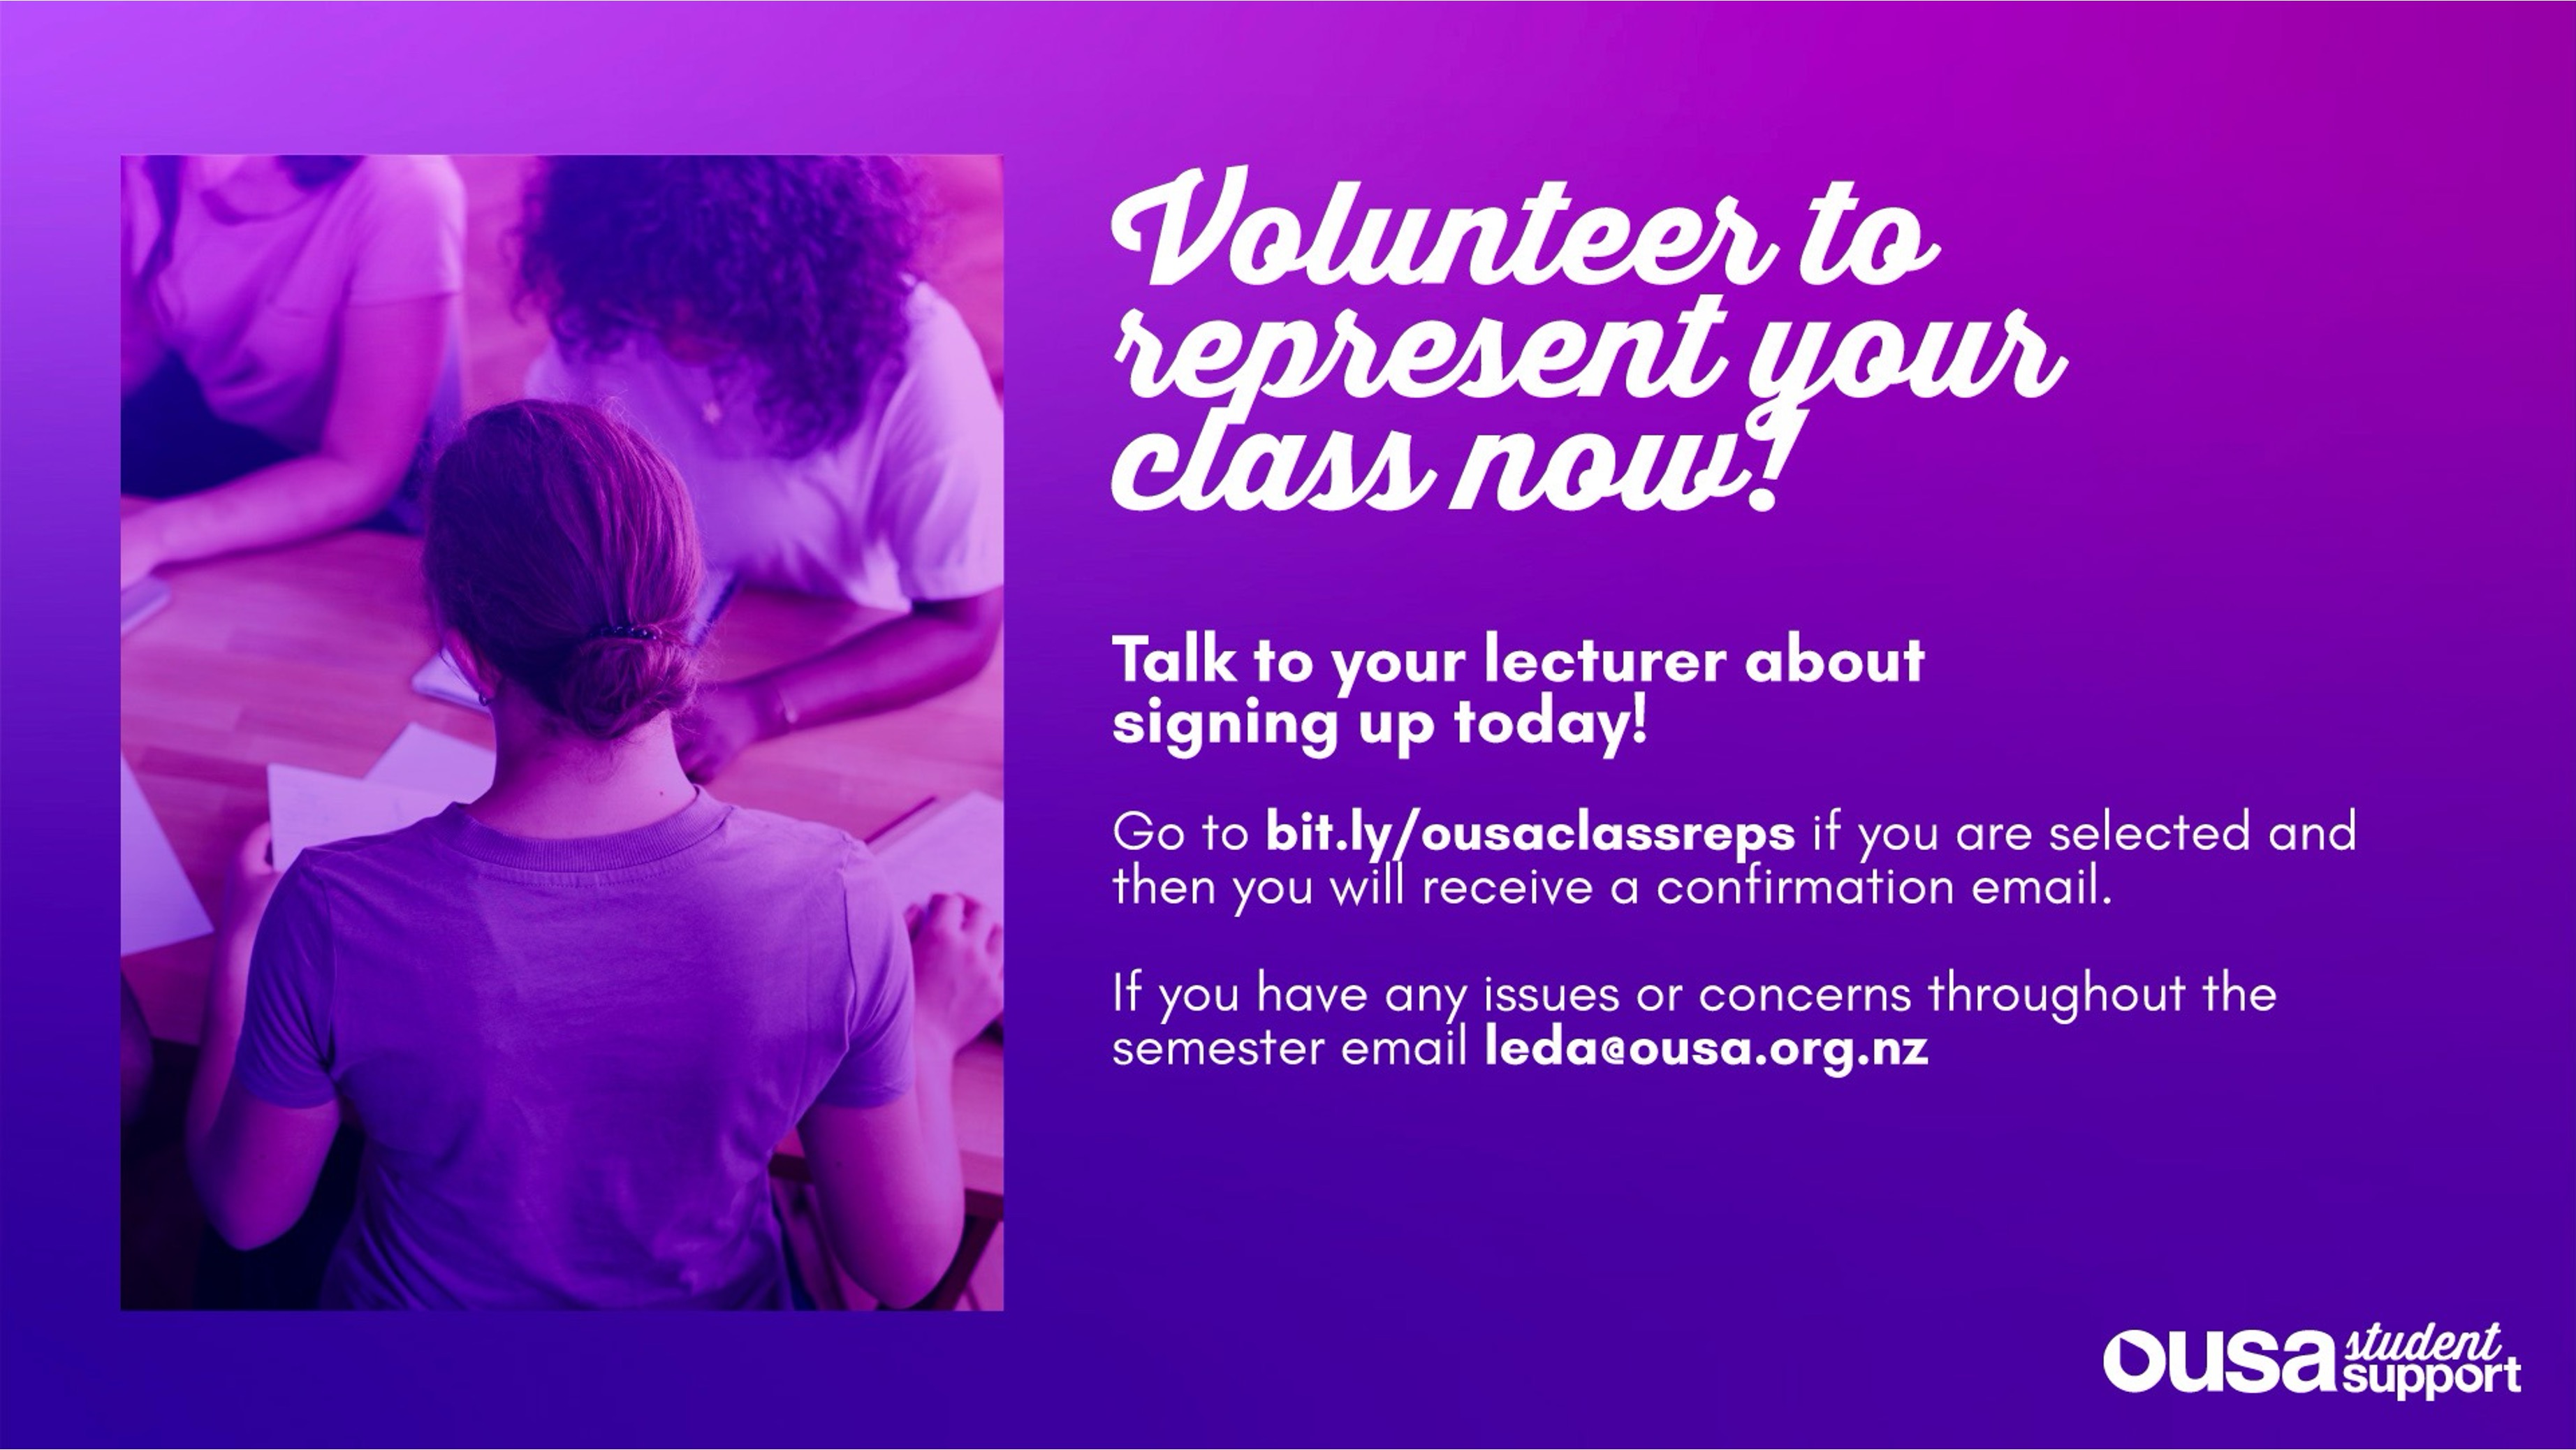 Volunteer to
represent your
class now!
Talk to your lecturer about
signing up today!
Go to bit.ly/ousaclassreps if you are selected and
then you will receive a confirmation email.
If you have any issues or concerns throughout the
semester email leda@ousa.org.nz
ousa student
support